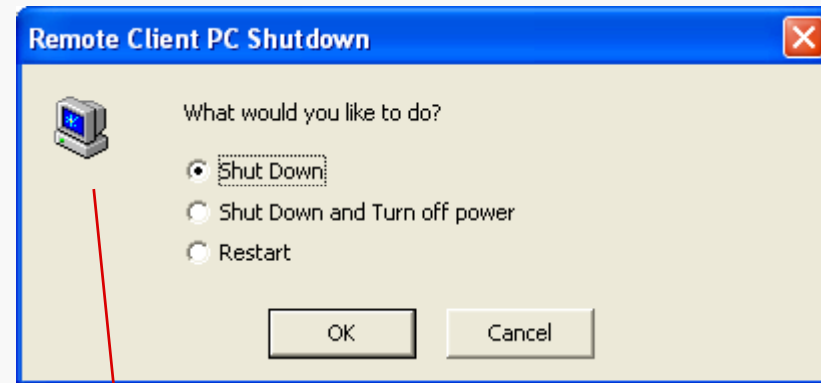 Remote Client PC Shutdown
What would you like to do?
Shut Down
Shut Down and Turn off power
Restart
OK Cancel